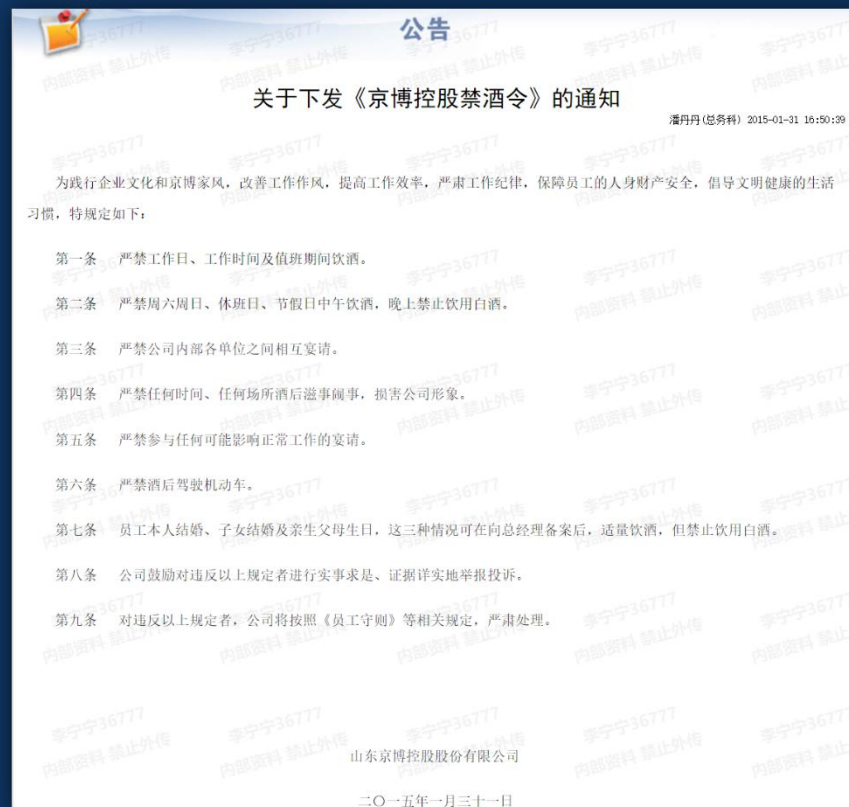 公告
关于下发《京博控股禁酒令》的通知
潘丹丹(总务科) 2015-01-31 16:50:39
为践行企业文化和京博家风，改善工作作风，提高工作效率，严肃工作纪律，保障员工的人身财产安全，倡导文明健康的生活
习惯，特规定如下：
第一条 严禁工作日、工作时间及值班期间饮酒。
第二条 严禁周六周日、休班日、节假日中午饮酒，晚上禁止饮用白酒。
第三条 严禁公司内部各单位之间相互宴请。
第四条 严禁任何时间、任何场所酒后滋事闹事，损害公司形象。
第五条 严禁参与任何可能影响正常工作的宴请。
第六条 严禁酒后驾驶机动车。
第七条 员工本人结婚、子女结婚及亲生父母生日，这三种情况可在向总经理备案后，适量饮酒，但禁止饮用白酒。
第八条 公司鼓励对违反以上规定者进行实事求是、证据详实地举报投诉。
第九条 对违反以上规定者，公司将按照《员工守则》等相关规定，严肃处理。
山东京博控股股份有限公司
二〇一五年一月三十一日
李宁宁36777
内部资料 禁止外传